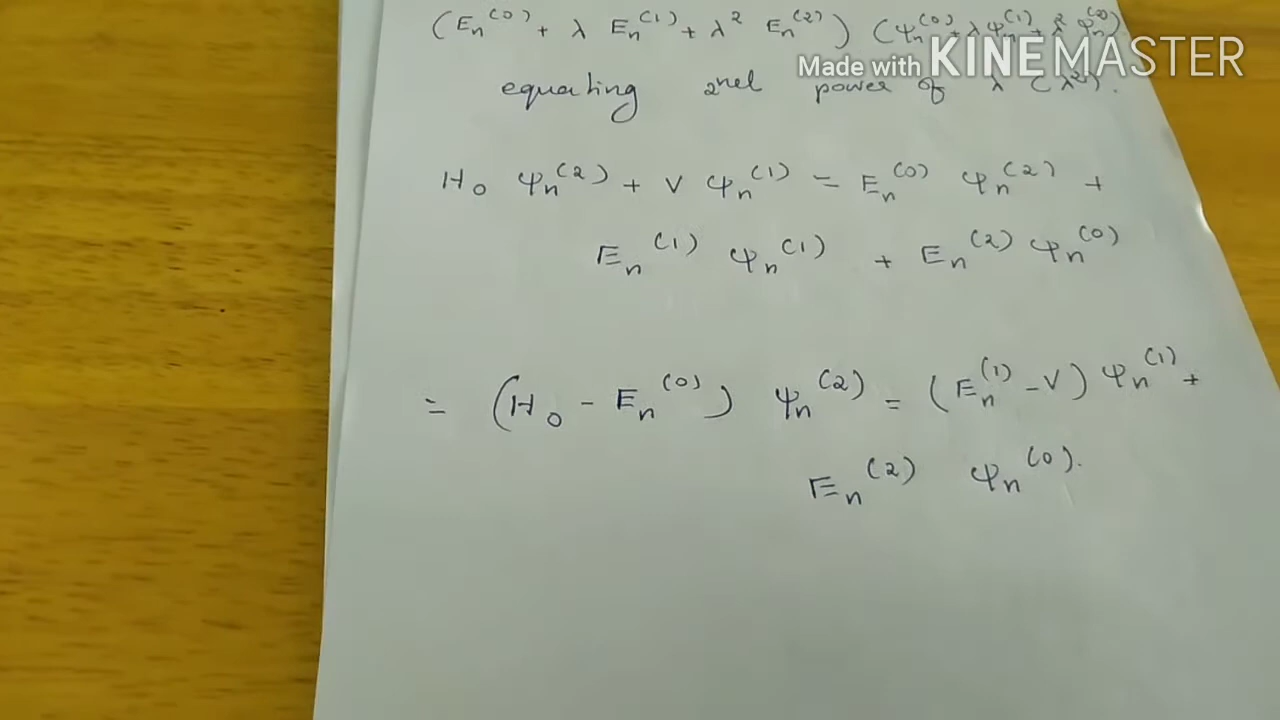 (Eₙ⁽⁰⁾ + λ Eₙ⁽¹⁾ + λ² Eₙ⁽²⁾) (Ψₙ⁽⁰⁾ + λ Ψₙ⁽¹⁾ + λ² Ψₙ⁽²⁾)
Made with KINEMASTER
equating 2nd power of λ (λ²).
H₀ Ψₙ⁽²⁾ + V Ψₙ⁽¹⁾ = Eₙ⁽⁰⁾ Ψₙ⁽²⁾ +
Eₙ⁽¹⁾ Ψₙ⁽¹⁾ + Eₙ⁽²⁾ Ψₙ⁽⁰⁾
= (H₀ - Eₙ⁽⁰⁾) Ψₙ⁽²⁾ = (Eₙ⁽¹⁾ - V) Ψₙ⁽¹⁾ +
Eₙ⁽²⁾ Ψₙ⁽⁰⁾.